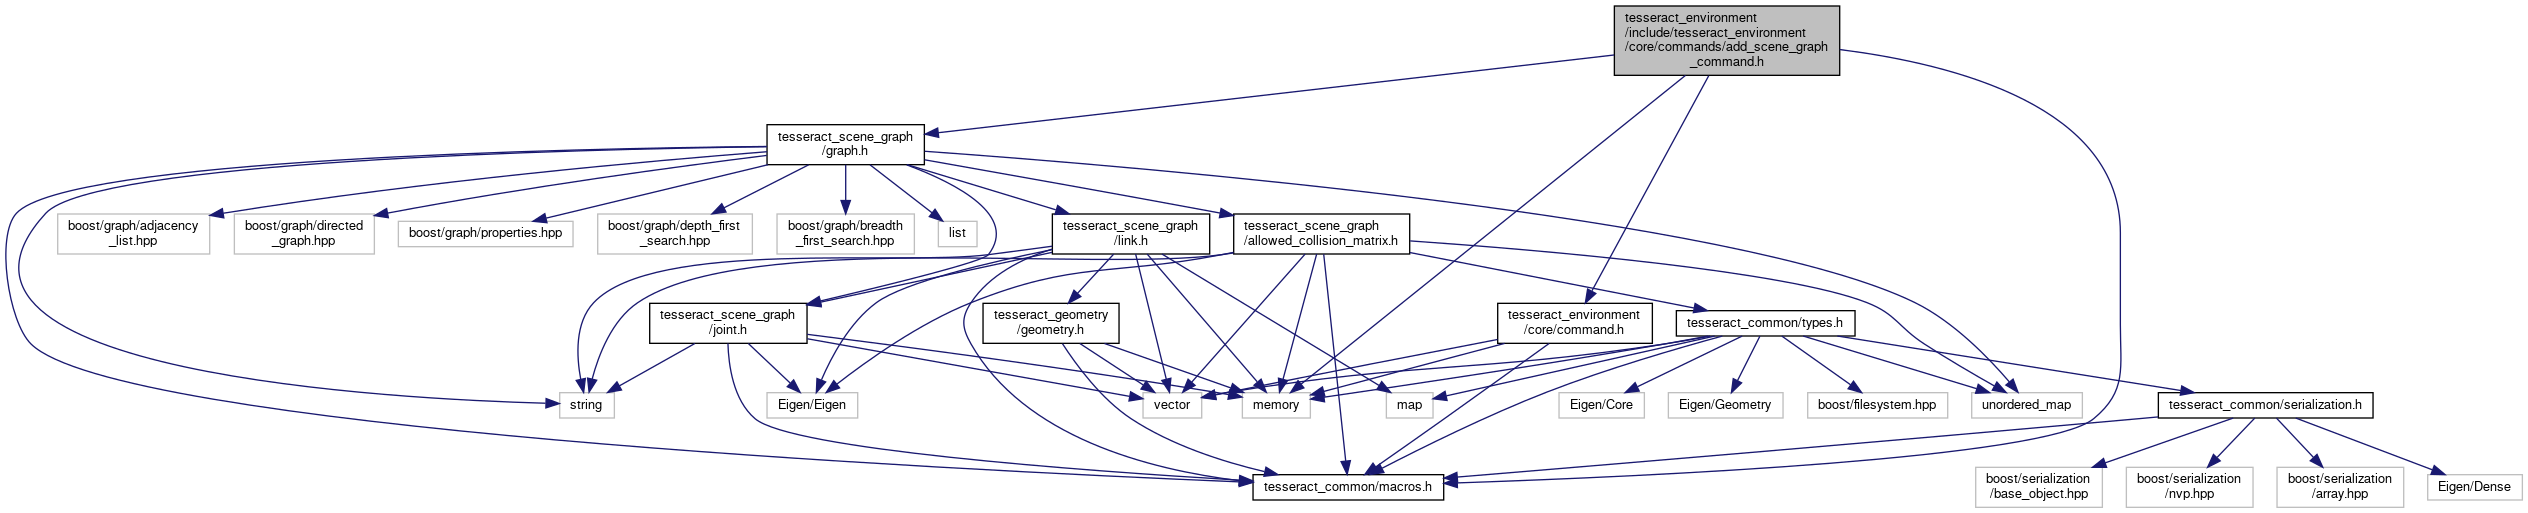 tesseract_environment
/include/tesseract_environment
/core/commands/add_scene_graph
_command.h
tesseract_scene_graph
/graph.h
boost/graph/adjacency
_list.hpp
boost/graph/directed
_graph.hpp
boost/graph/properties.hpp
boost/graph/depth_first
_search.hpp
boost/graph/breadth
_first_search.hpp
list
tesseract_scene_graph
/link.h
tesseract_scene_graph
/allowed_collision_matrix.h
tesseract_scene_graph
/joint.h
tesseract_geometry
/geometry.h
tesseract_environment
/core/command.h
tesseract_common/types.h
string
Eigen/Eigen
vector
memory
map
Eigen/Core
Eigen/Geometry
boost/filesystem.hpp
unordered_map
tesseract_common/serialization.h
tesseract_common/macros.h
boost/serialization
/base_object.hpp
boost/serialization
/nvp.hpp
boost/serialization
/array.hpp
Eigen/Dense